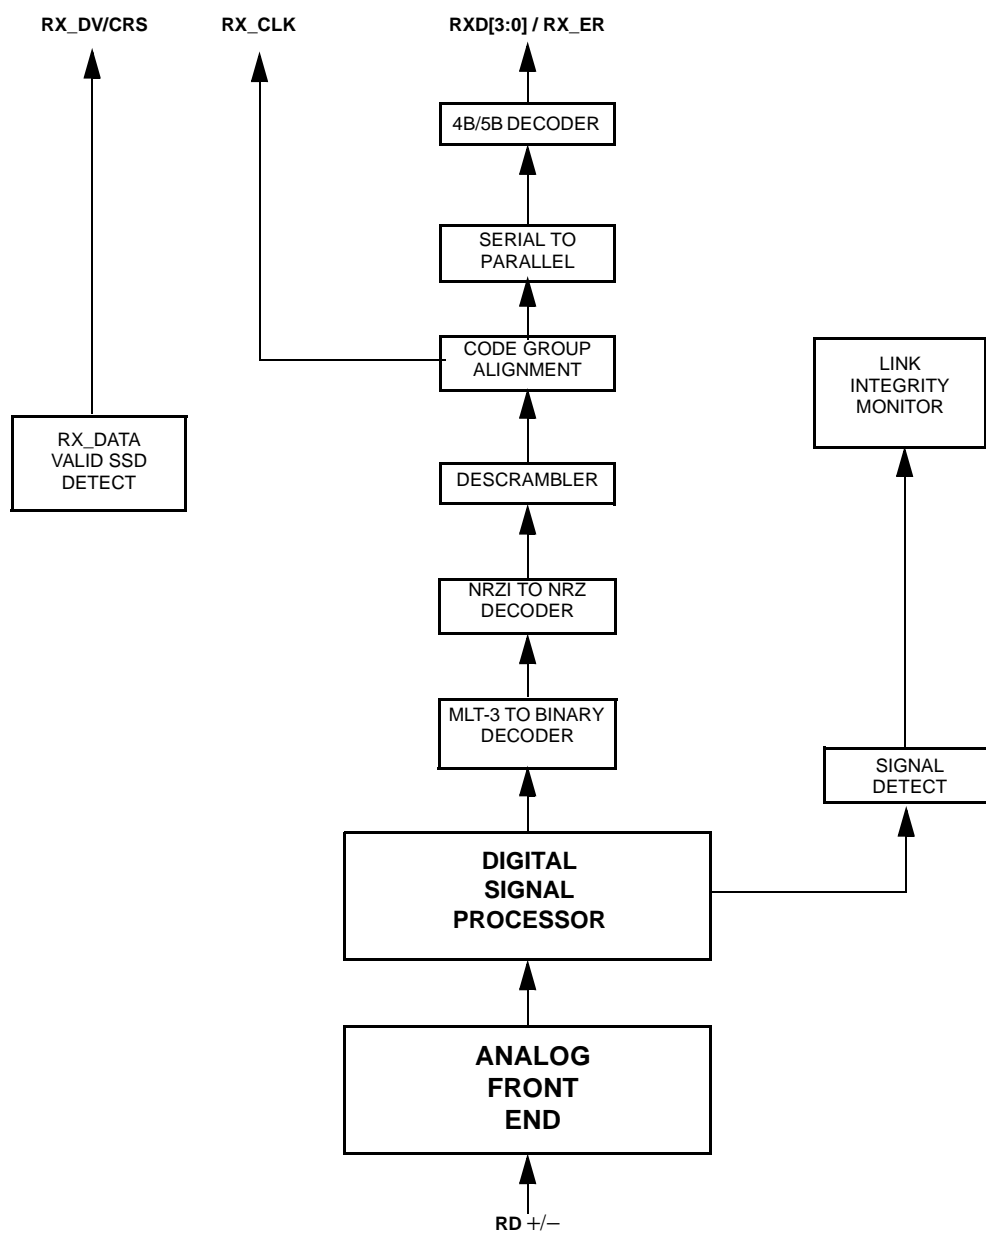 RX_DV/CRS
RX_CLK
RXD[3:0] / RX_ER
4B/5B DECODER
SERIAL TO
PARALLEL
CODE GROUP
ALIGNMENT
LINK
INTEGRITY
MONITOR
RX_DATA
VALID SSD
DETECT
DESCRAMBLER
NRZI TO NRZ
DECODER
MLT-3 TO BINARY
DECODER
SIGNAL
DETECT
DIGITAL
SIGNAL
PROCESSOR
ANALOG
FRONT
END
RD +/−